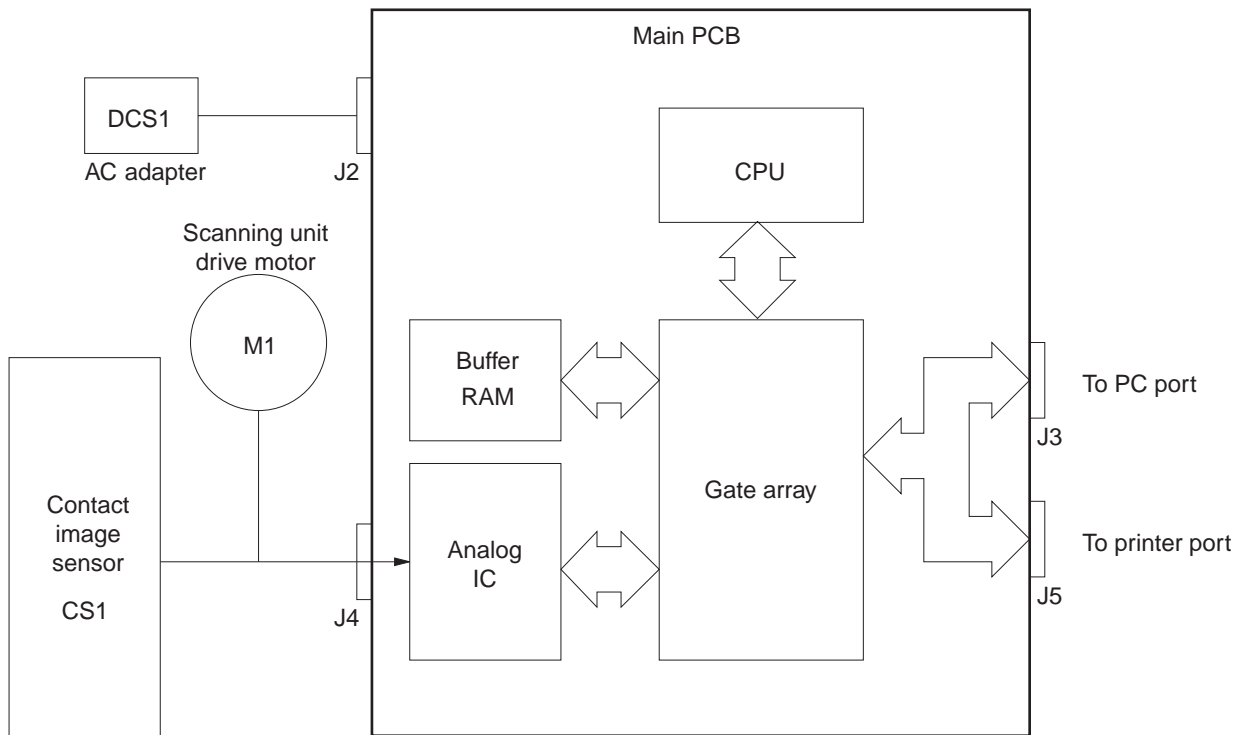 Main PCB
DCS1
AC adapter
J2
CPU
Scanning unit
drive motor
M1
Buffer
RAM
To PC port
J3
Gate array
Contact
image
sensor
CS1
Analog
IC
J4
To printer port
J5